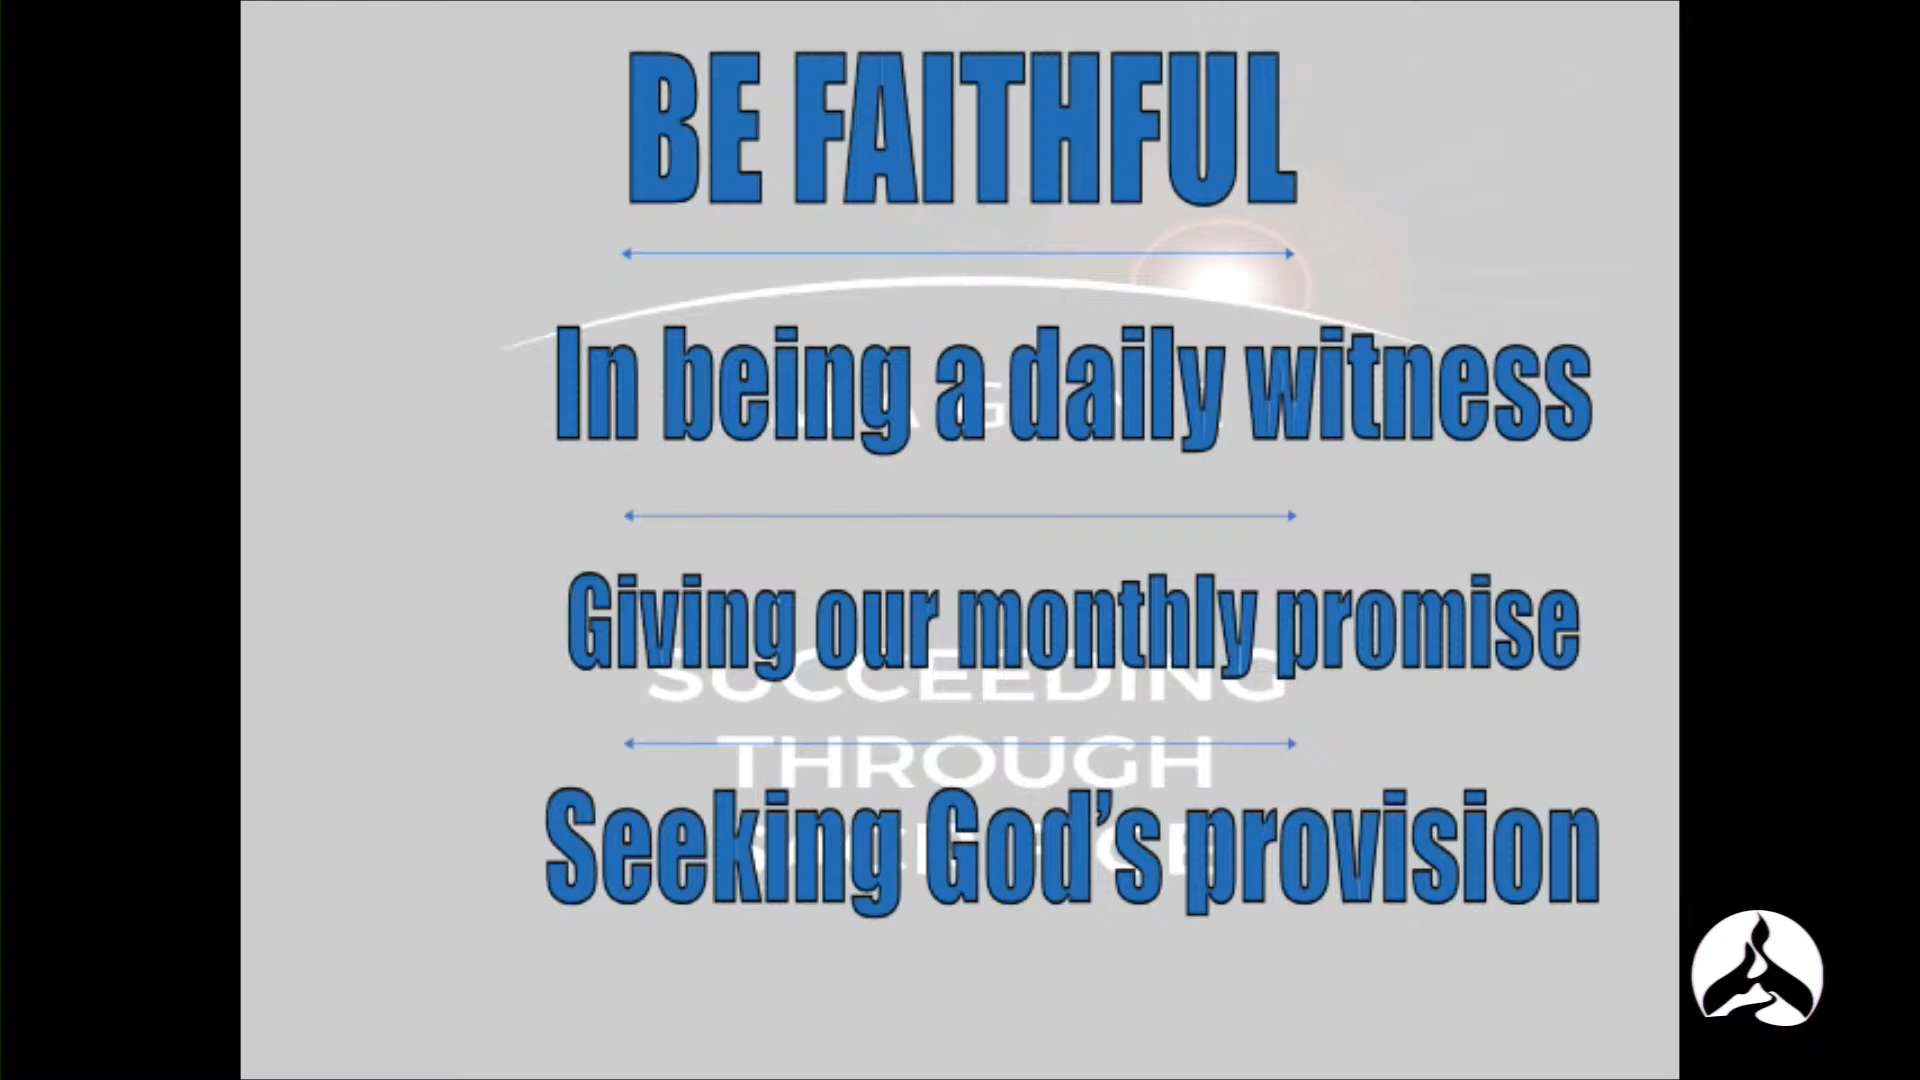 BE FAITHFUL
In being a daily witness
Giving our monthly promise
SUCCEEDING
THROUGH
Seeking God's provision